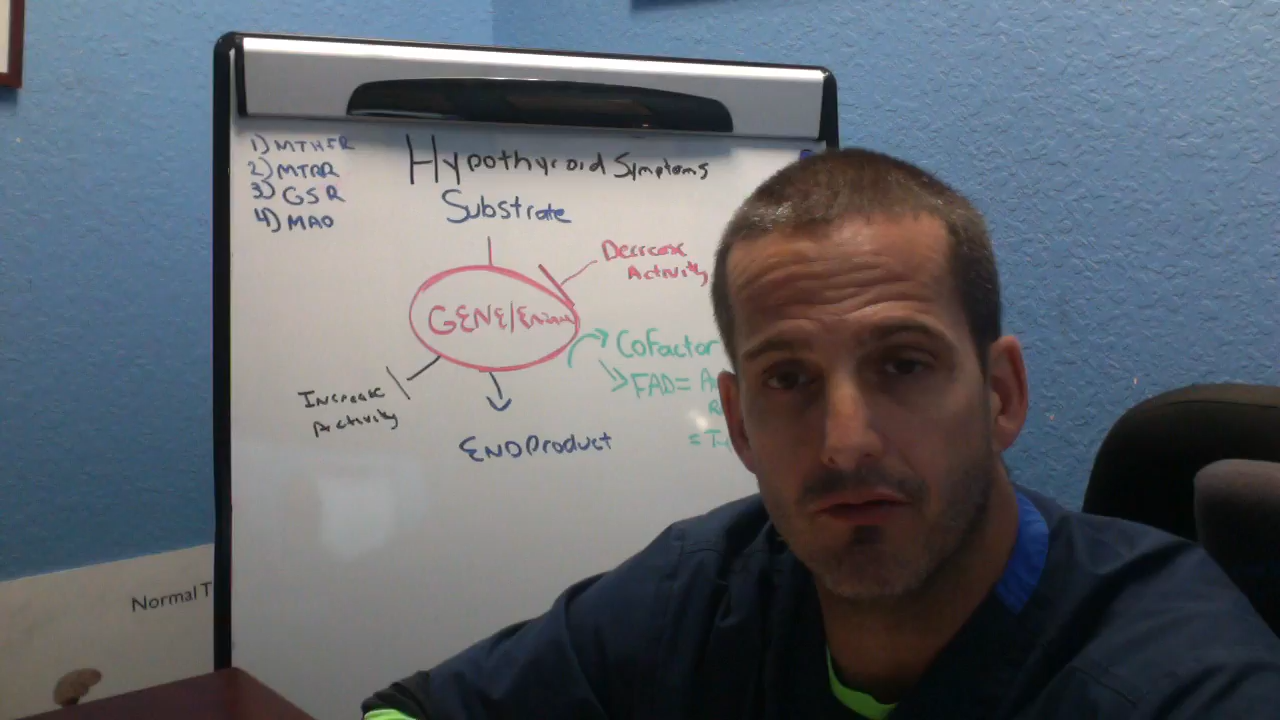 1) MTHFR
2) MTRR
3) GSR
4) MAO
Hypothyroid Symptoms
Substrate
Decrease
Activity
GENE/Enzyme
CoFactor
FAD=
=
Increase
Activity
ENDProduct
Normal T